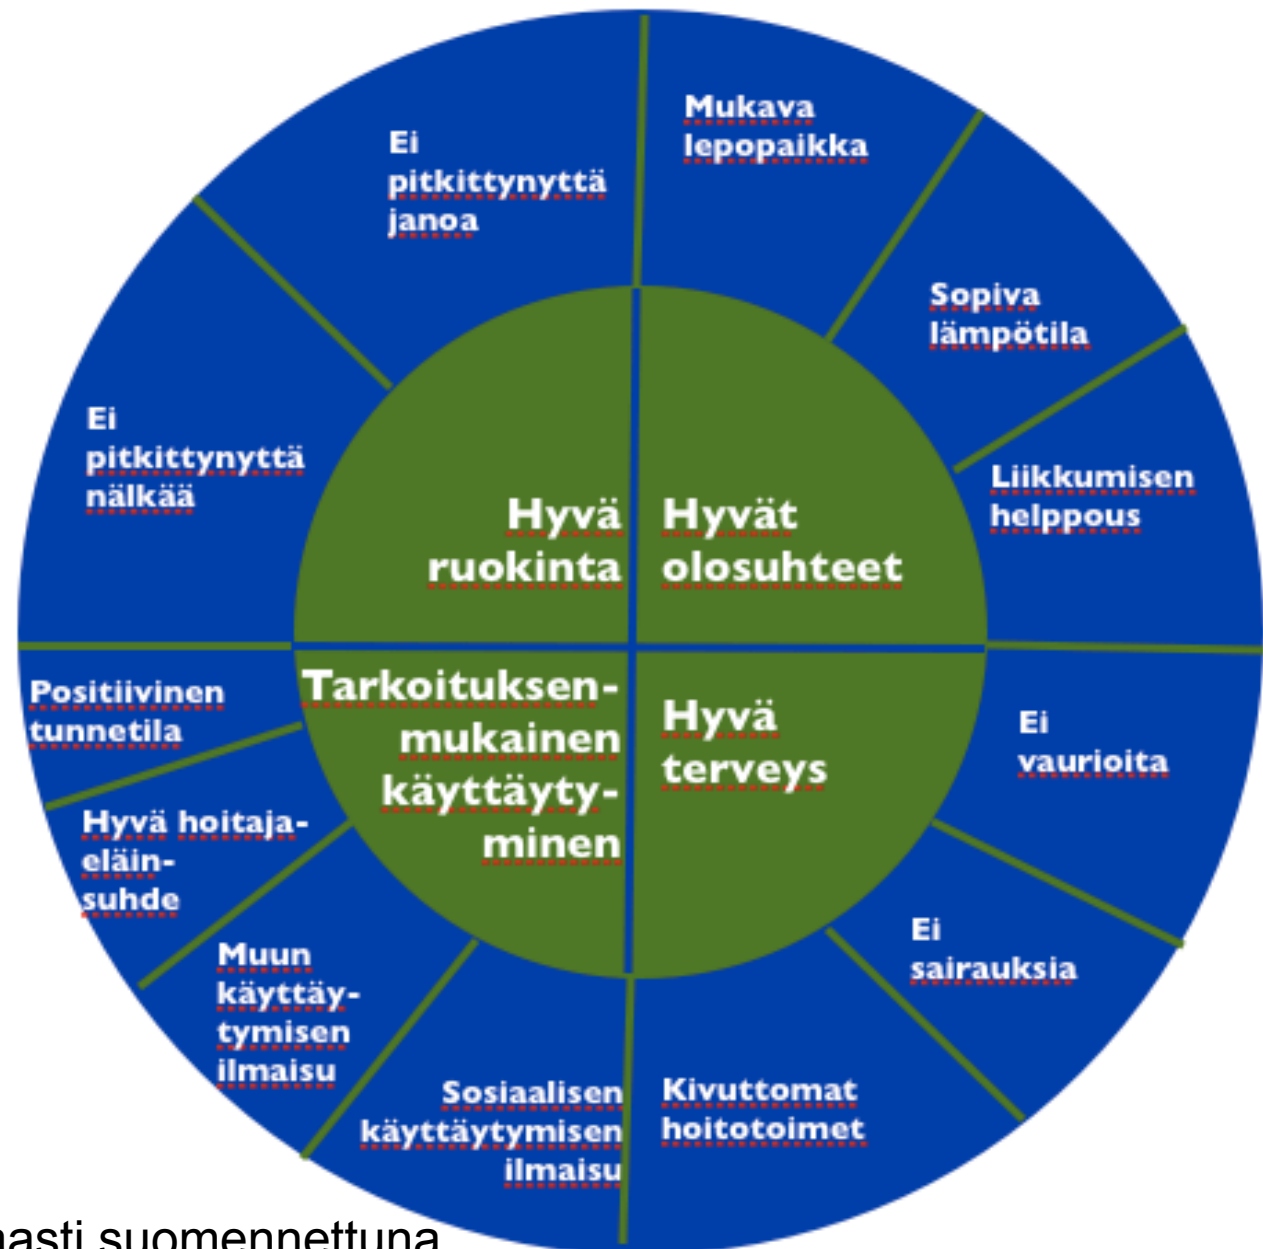 Mukava
lepopaikka
Ei
pitkittynyttä
janoa
Sopiva
lämpötila
Ei
pitkittynyttä
nälkää
Liikkumisen
helppous
Hyvä
ruokinta
Hyvät
olosuhteet
Tarkoituksen-
mukainen
käyttäyty-
minen
Hyvä
terveys
Positiivinen
tunnetila
Ei
vaurioita
Hyvä hoitaja-
eläin-
suhde
Ei
sairauksia
Muun
käyttäy-
tymisen
ilmaisu
Sosiaalisen
käyttäytymisen
ilmaisu
Kivuttomat
hoitotoimet
suomennettuna